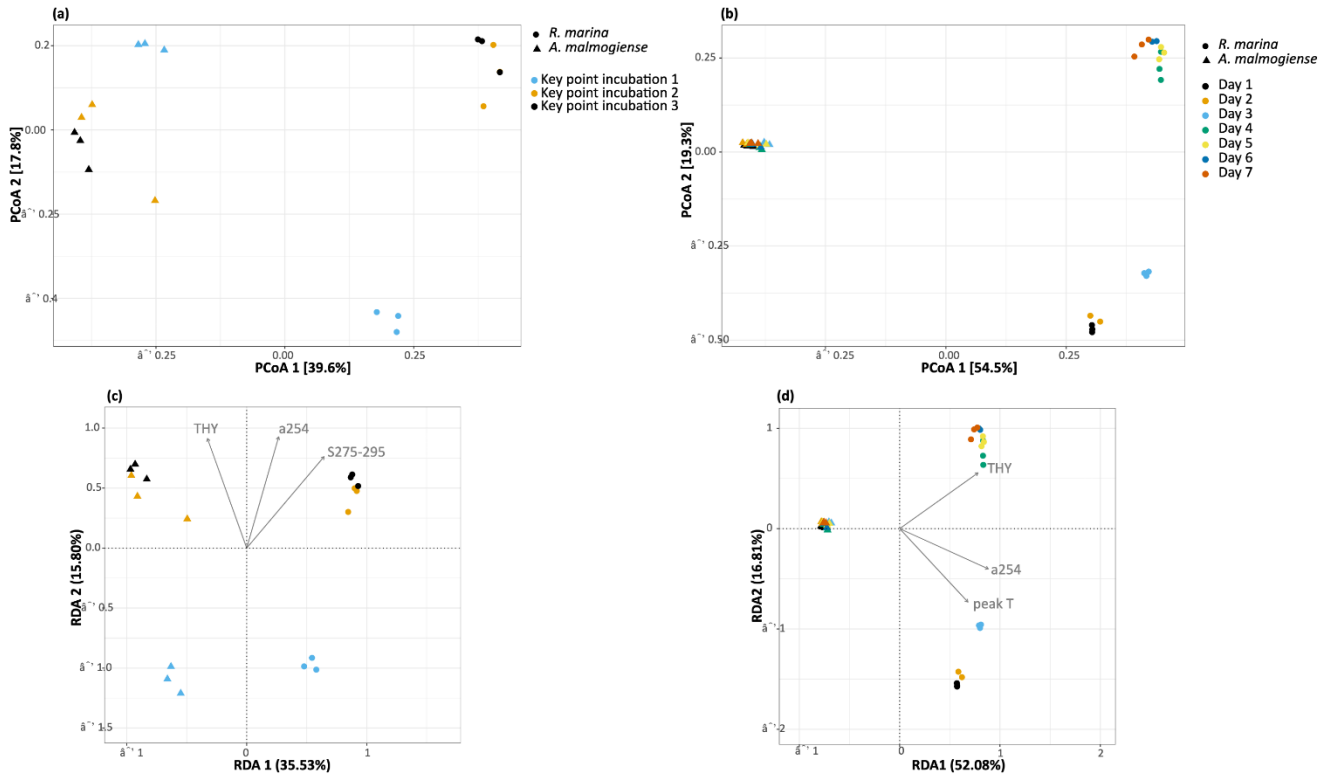 (a)
0.2
0.00
â ̂ ' 0.25
â ̂ ' 0.4
PCoA 2 [17.8%]
â ̂ ' 0.25
0.00
0.25
PCoA 1 [39.6%]
R. marina
A. malmogiense
Key point incubation 1
Key point incubation 2
Key point incubation 3
(b)
0.25
0.00
â ̂ ' 0.25
â ̂ ' 0.50
PCoA 2 [19.3%]
â ̂ ' 0.25
0.00
0.25
PCoA 1 [54.5%]
R. marina
A. malmogiense
Day 1
Day 2
Day 3
Day 4
Day 5
Day 6
Day 7
(c)
1.0
0.5
0.0
â ̂ ' 0.5
â ̂ ' 1.0
â ̂ ' 1.5
RDA 2 (15.80%)
THY
a254
S275-295
â ̂ ' 1
0
1
RDA 1 (35.53%)
(d)
1
0
â ̂ ' 1
â ̂ ' 2
RDA2 (16.81%)
THY
a254
peak T
â ̂ ' 1
0
1
2
RDA1 (52.08%)